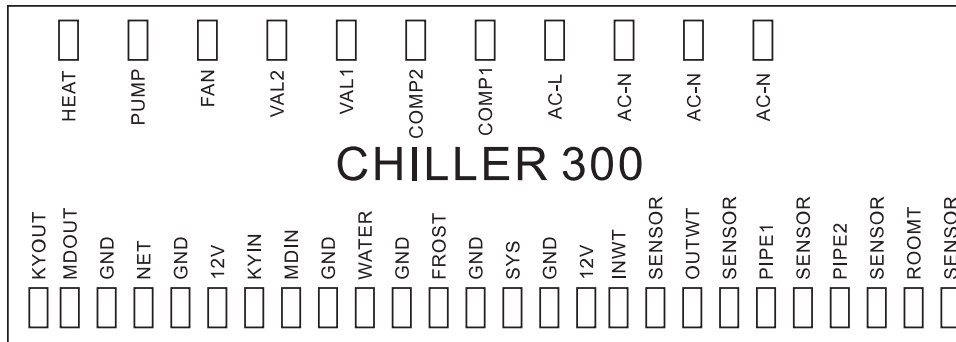 HEAT
PUMP
FAN
VAL2
VAL1
COMP2
COMP1
AC-L
AC-N
AC-N
AC-N
CHILLER 300
KYOUT
MDOUT
GND
NET
GND
12V
KYIN
MDIN
GND
WATER
GND
FROST
GND
SYS
GND
12V
INWT
SENSOR
OUTWT
SENSOR
PIPE1
SENSOR
PIPE2
SENSOR
ROOMT
SENSOR